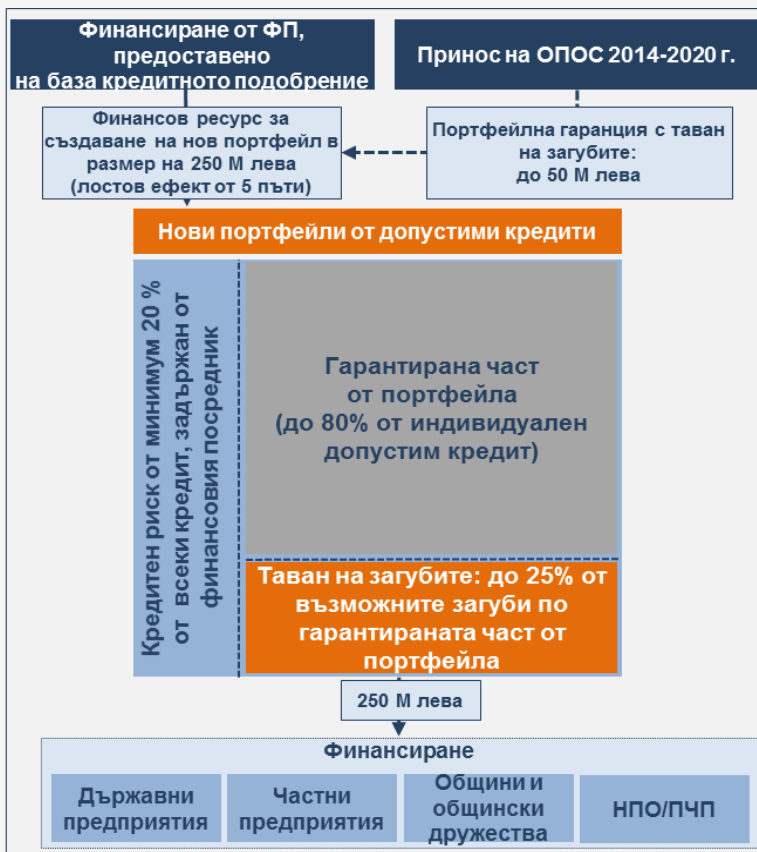 Финансиране от ФП,
предоставено
на база кредитното подобрение
Принос на ОПОС 2014-2020 г.
Финансов ресурс за
създаване на нов портфейл в
размер на 250 М лева
(лостов ефект от 5 пъти)
Портфейлна гаранция с таван
на загубите:
до 50 М лева
Нови портфейли от допустими кредити
Кредитен риск от минимум 20 %
от всеки кредит, задържан от
финансовия посредник
Гарантирана част
от портфейла
(до 80% от индивидуален
допустим кредит)
Таван на загубите: до 25% от
възможните загуби по
гарантираната част от
портфейла
250 М лева
Финансиране
Държавни
предприятия
Частни
предприятия
Общини и
общински
дружества
НПО/ПЧП